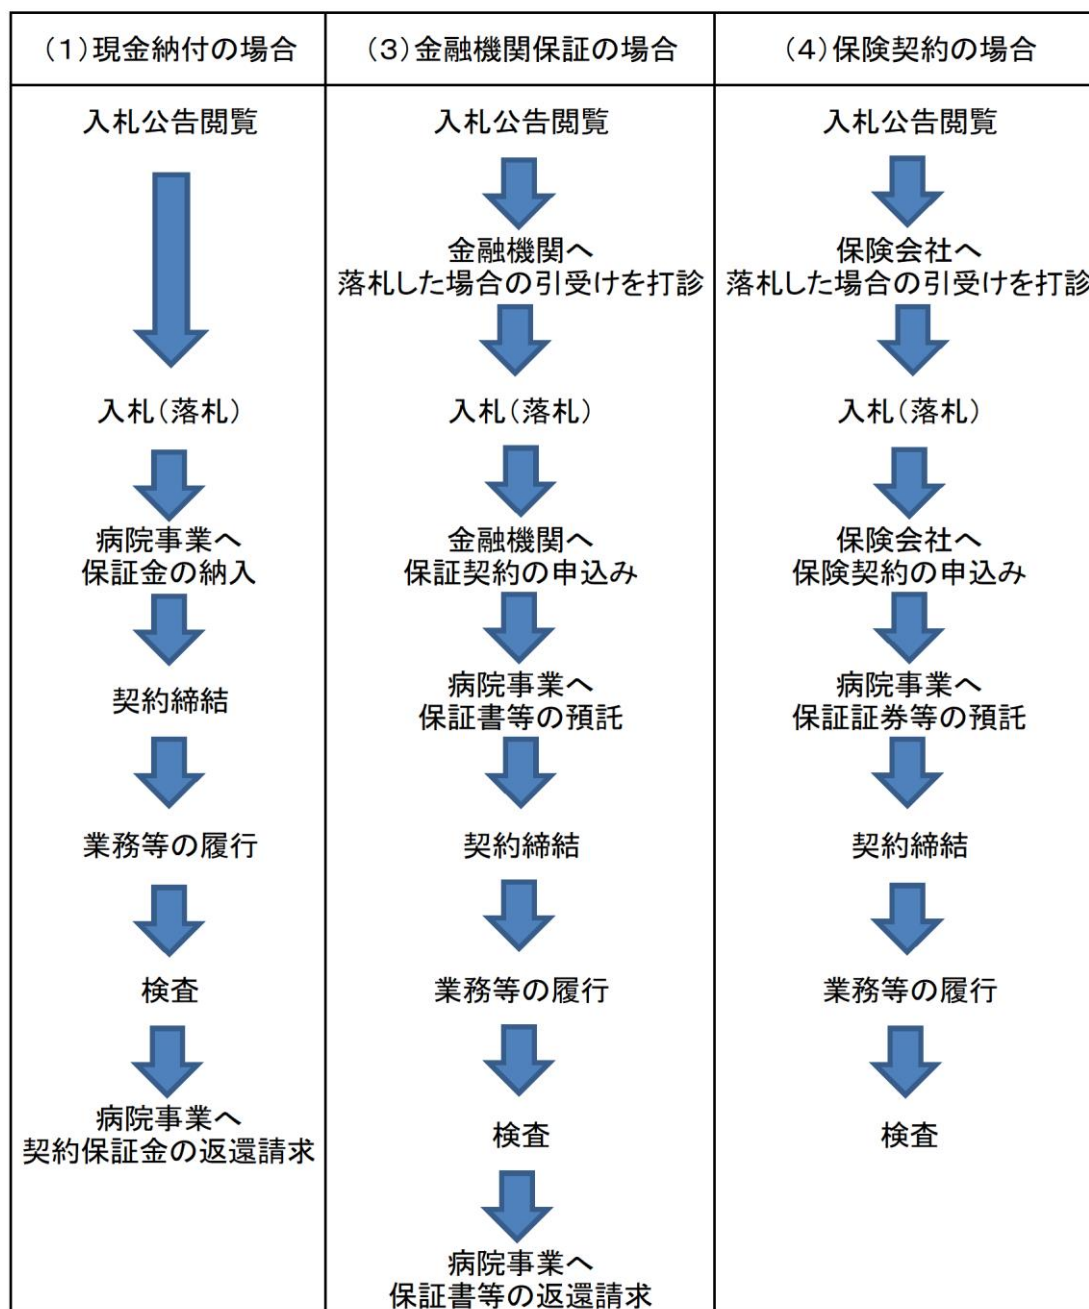 (1)現金納付の場合
入札公告閲覧
入札(落札)
病院事業へ
保証金の納入
契約締結
業務等の履行
検査
病院事業へ
契約保証金の返還請求
(3)金融機関保証の場合
入札公告閲覧
金融機関へ
落札した場合の引受けを打診
入札(落札)
金融機関へ
保証契約の申込み
病院事業へ
保証書等の預託
契約締結
業務等の履行
検査
病院事業へ
保証書等の返還請求
(4)保険契約の場合
入札公告閲覧
保険会社へ
落札した場合の引受けを打診
入札(落札)
保険会社へ
保険契約の申込み
病院事業へ
保証証券等の預託
契約締結
業務等の履行
検査